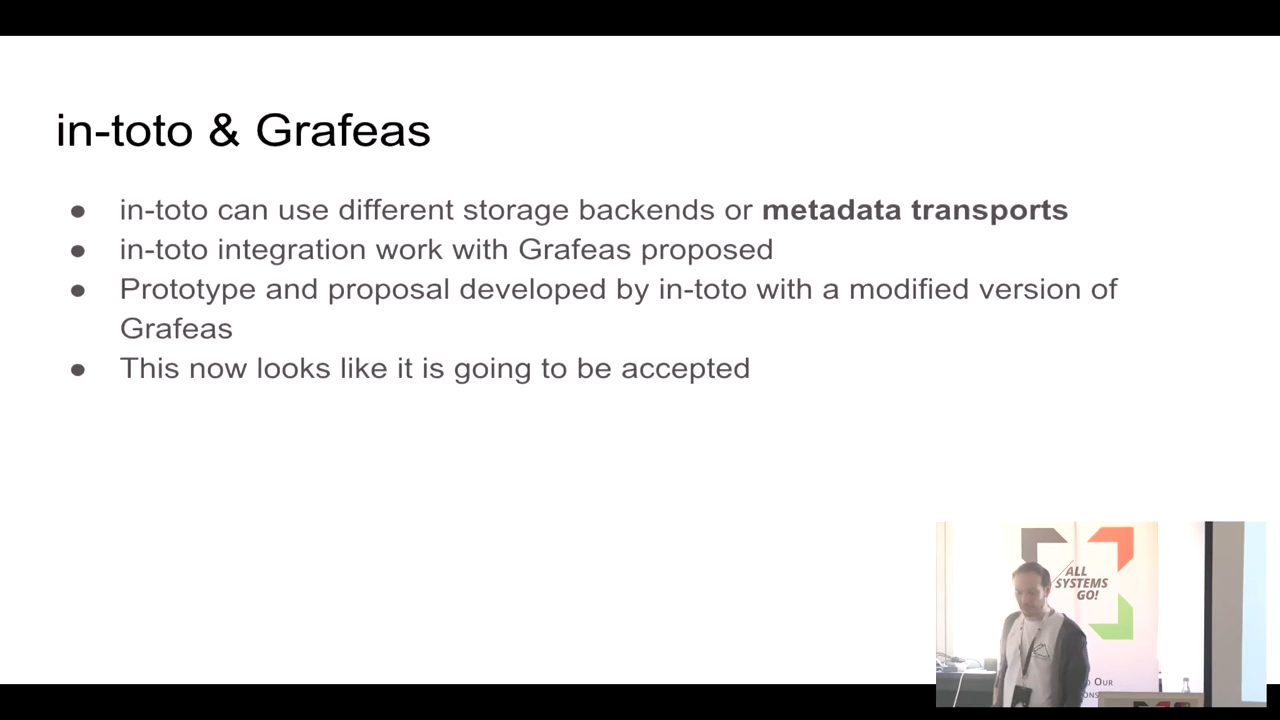 in-toto & Grafeas
● in-toto can use different storage backends or metadata transports
● in-toto integration work with Grafeas proposed
● Prototype and proposal developed by in-toto with a modified version of
Grafeas
● This now looks like it is going to be accepted
ALL
SYSTEMS
GO!
OUR